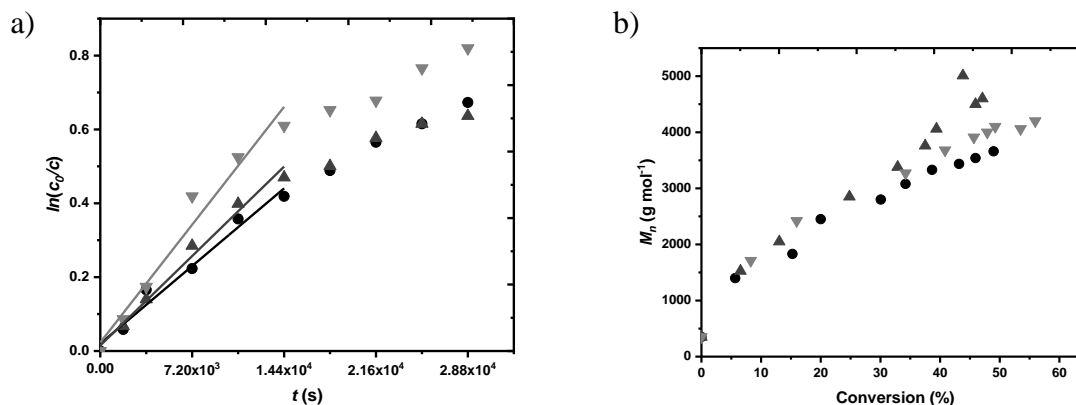 a)
ln(c₀/c)
0.8
0.6
0.4
0.2
0.0
0.00 7.20x10³ 1.44x10⁴ 2.16x10⁴ 2.88x10⁴
t (s)
b)
Mₙ (g mol⁻¹)
5000
4000
3000
2000
1000
0
0 10 20 30 40 50 60
Conversion (%)